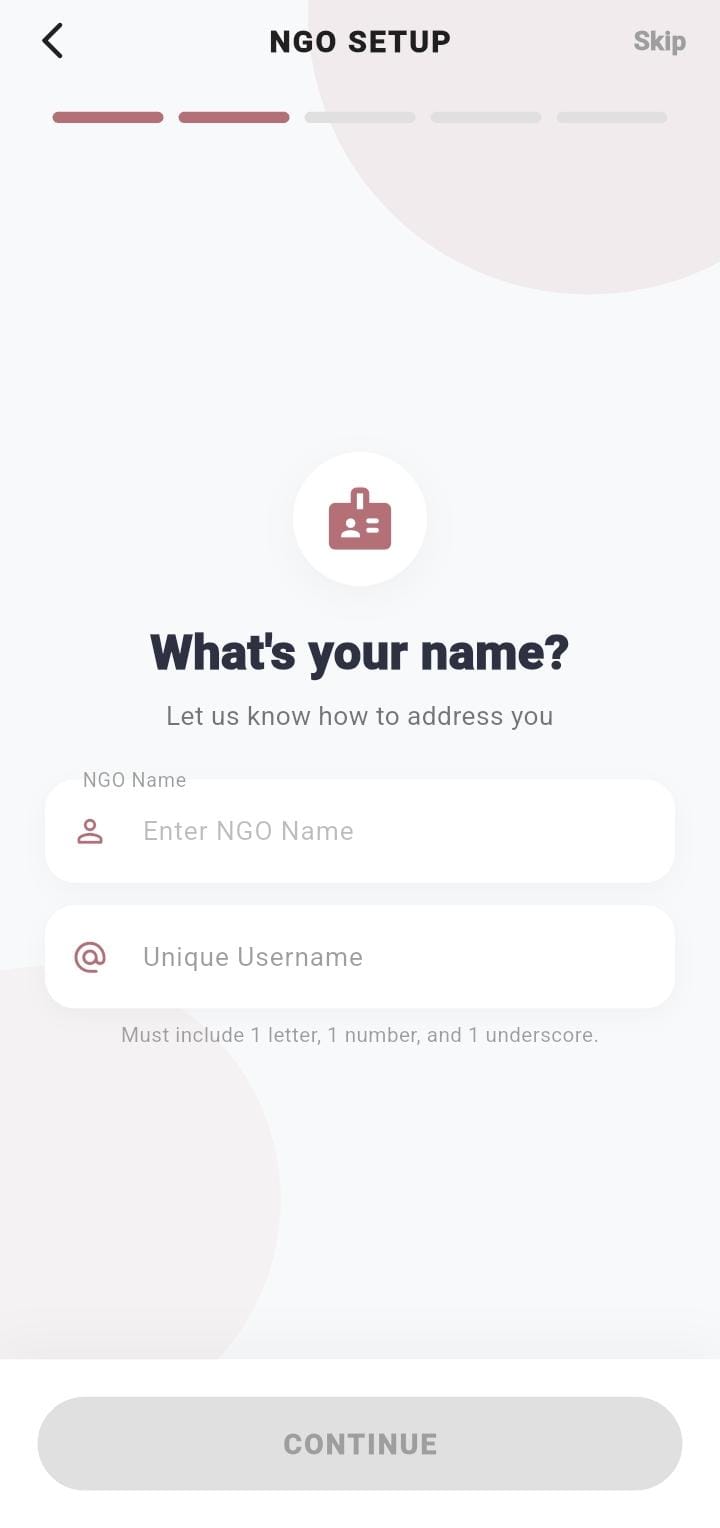 NGO SETUP
Skip
What's your name?
Let us know how to address you
NGO Name
Enter NGO Name
Unique Username
Must include 1 letter, 1 number, and 1 underscore.
CONTINUE